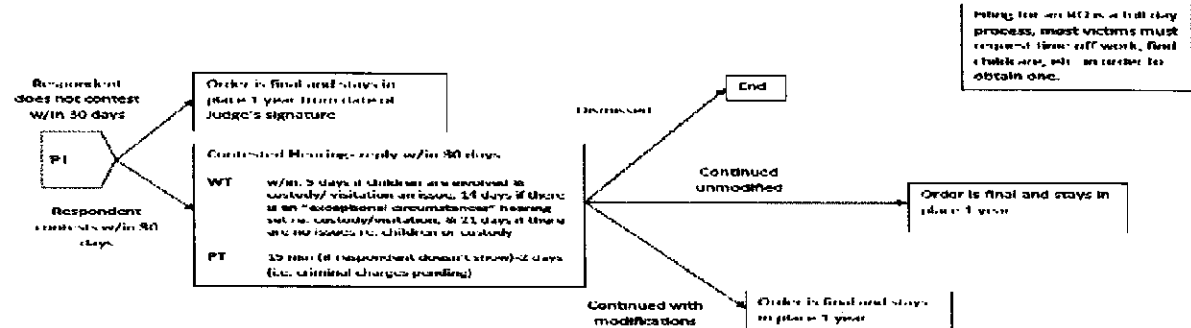 Filing for an RO is a full day
process, most victims must
request time off work, find
childcare, etc. in order to
obtain one.
Respondent
does not contest
w/in 30 days
Order is final and stays in
place 1 year from date of
Judge's signature
End
Dismissed
P1
Contested Hearing- reply w/in 30 days
WT w/in: 5 days if children are involved &
custody/ visitation an issue, 14 days if there
is an "exceptional circumstances" hearing
set re: custody/visitation, & 21 days if there
are no issues re: children or custody
PT 15 min (if respondent doesn't show)-2 days
(i.e. criminal charges pending)
Respondent
contests w/in 30
days
Continued
unmodified
Order is final and stays in
place 1 year
Continued with
modifications
Order is final and stays
in place 1 year